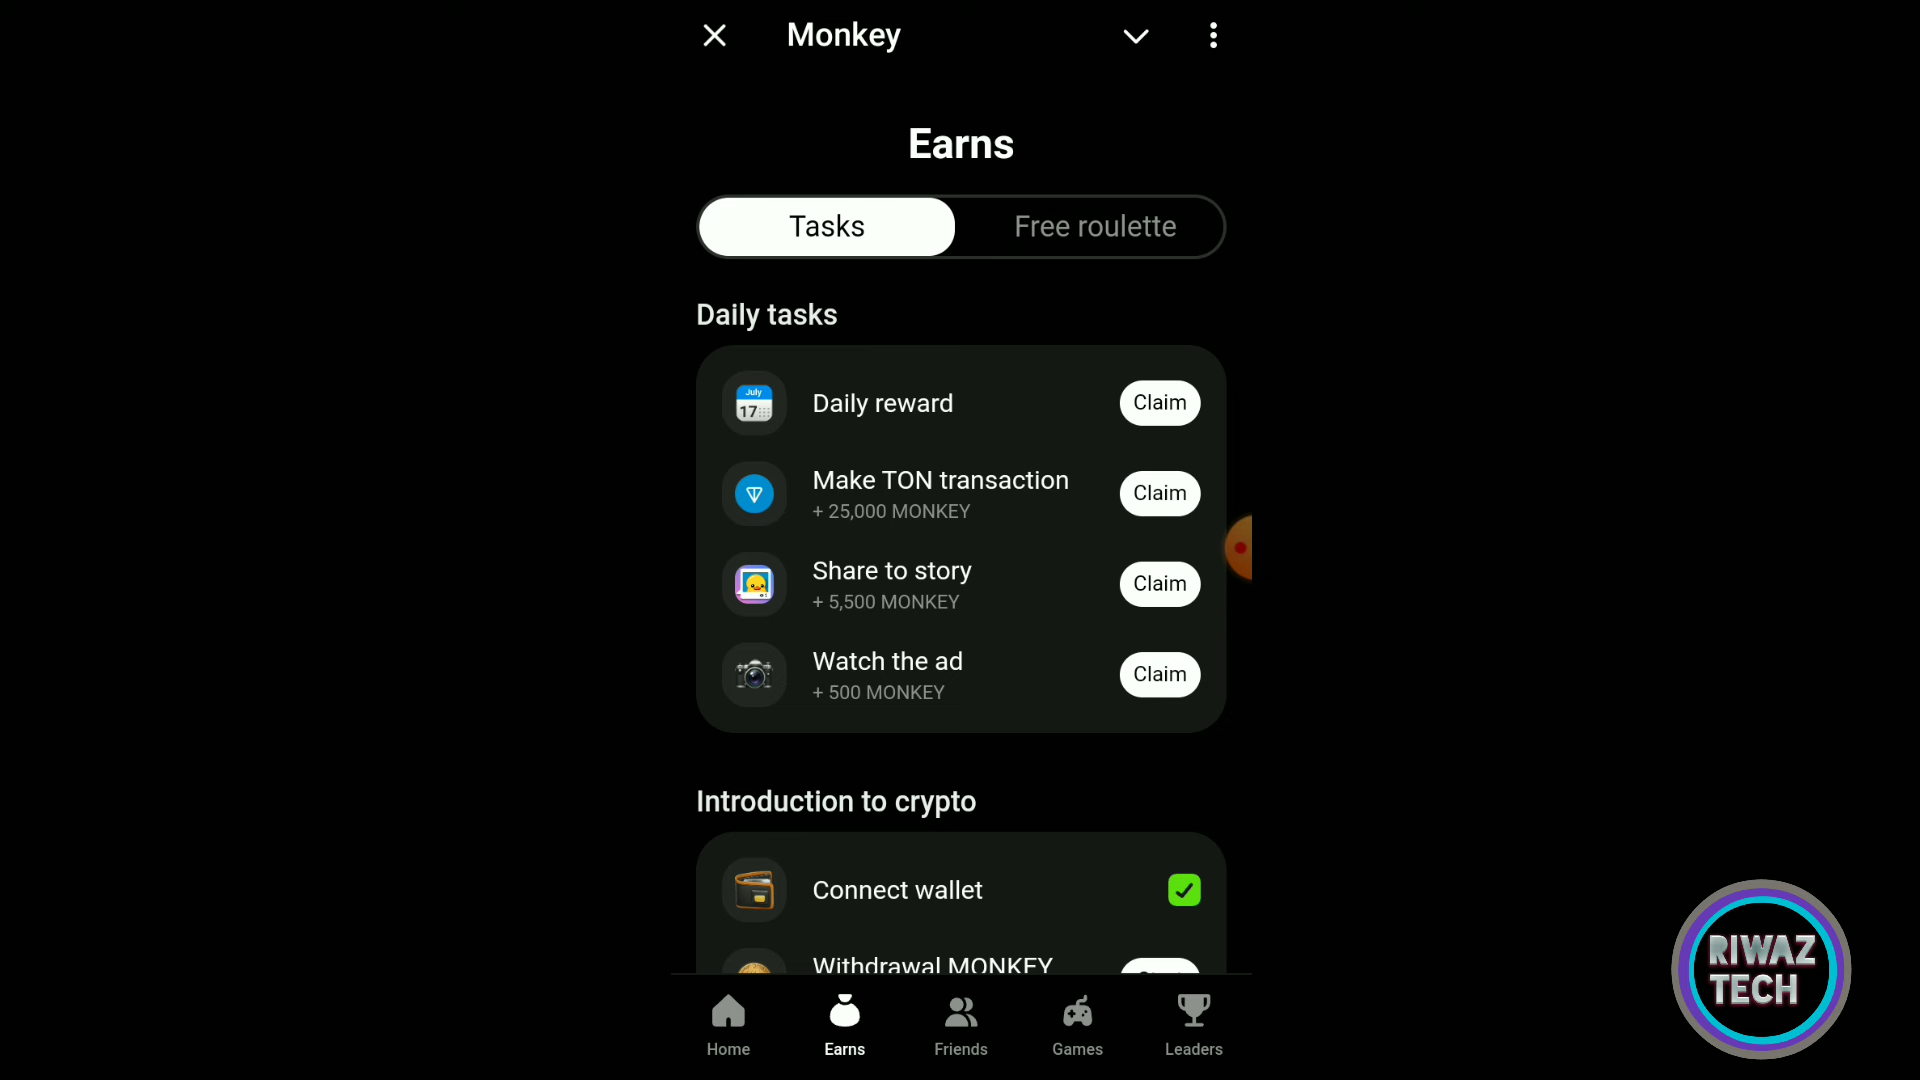 Monkey
Earns
Tasks
Free roulette
Daily tasks
July
17
Daily reward
Claim
Make TON transaction
+ 25,000 MONKEY
Claim
Share to story
+ 5,500 MONKEY
Claim
Watch the ad
+ 500 MONKEY
Claim
Introduction to crypto
Connect wallet
Withdrawal MONKEY
Home
Earns
Friends
Games
Leaders
RIWAZ
TECH